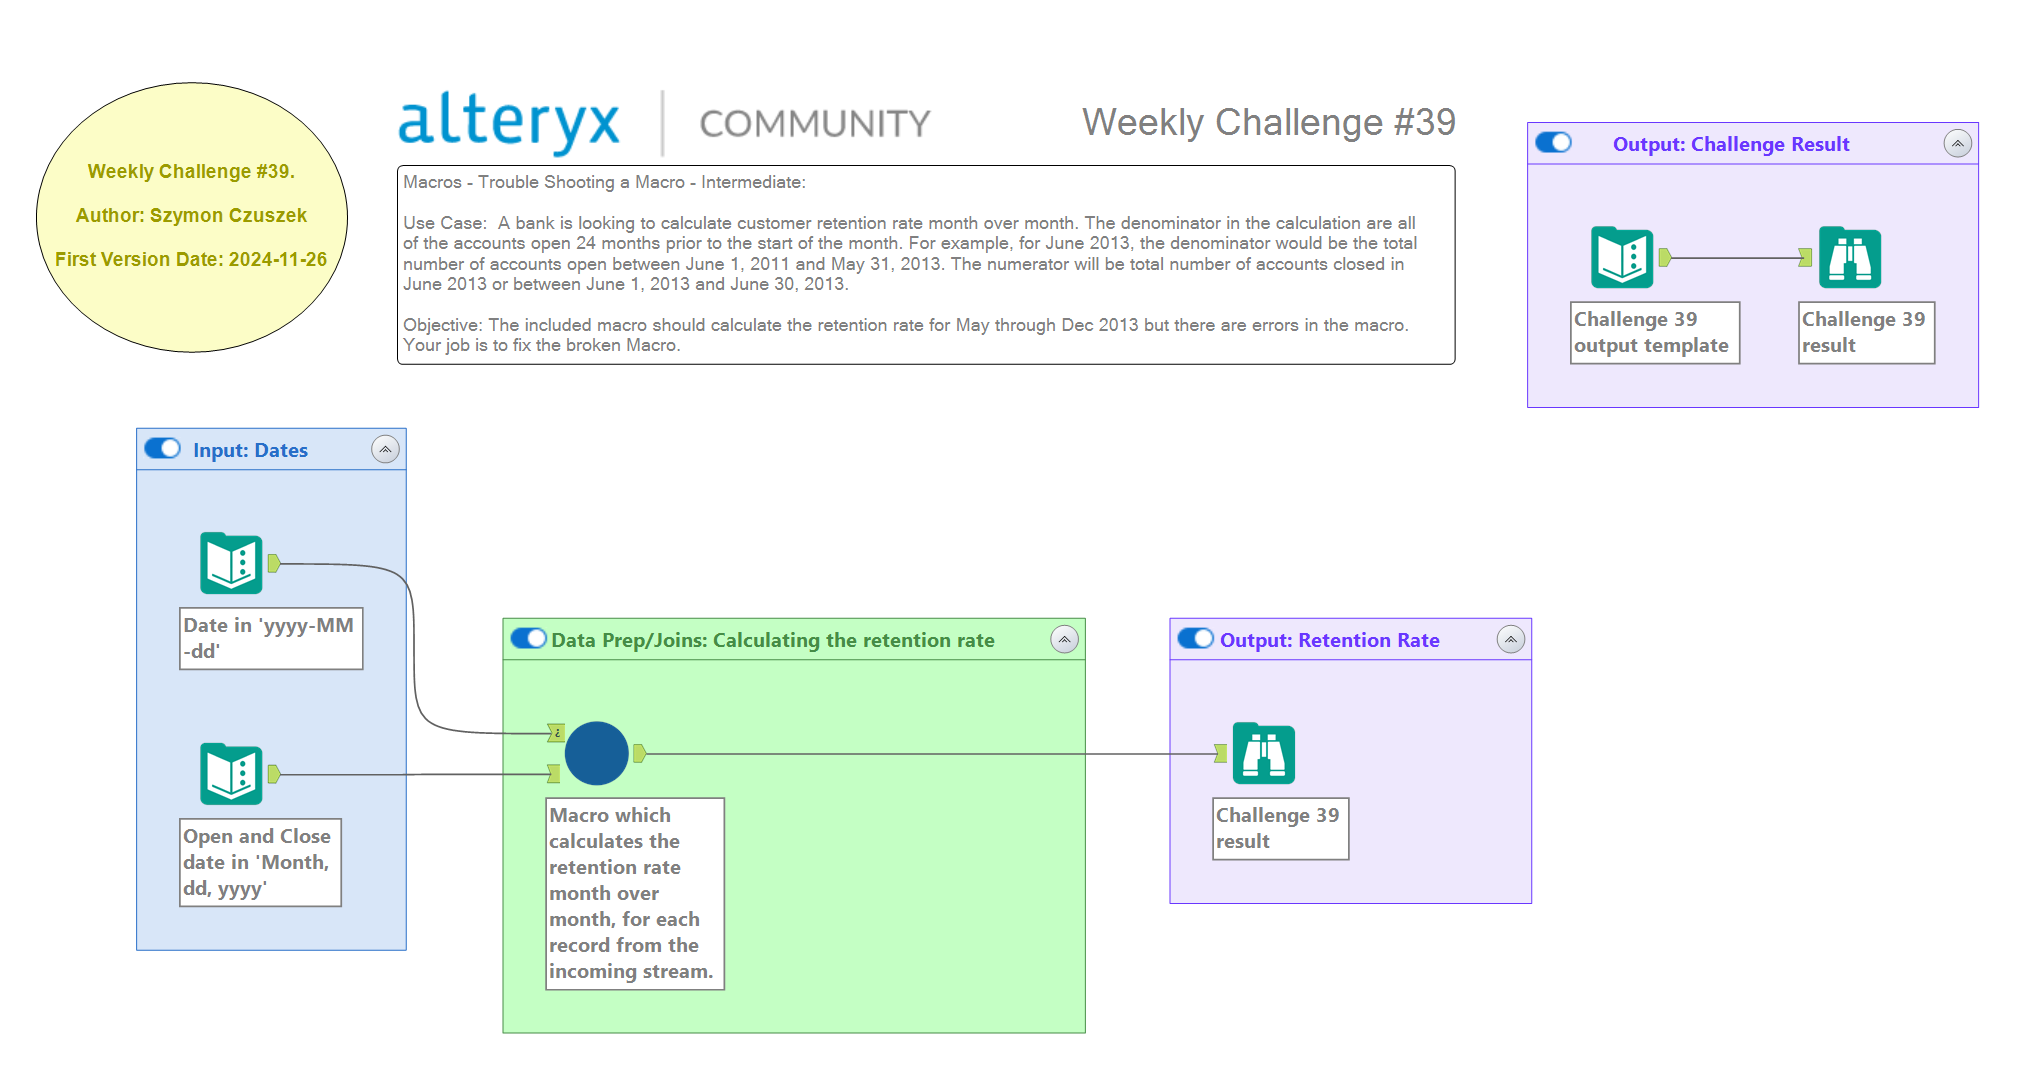 Weekly Challenge #39.
Author: Szymon Czuszek
First Version Date: 2024-11-26
alteryx | COMMUNITY
Weekly Challenge #39
Macros - Trouble Shooting a Macro - Intermediate:
Use Case:  A bank is looking to calculate customer retention rate month over month. The denominator in the calculation are all
of the accounts open 24 months prior to the start of the month. For example, for June 2013, the denominator would be the total
number of accounts open between June 1, 2011 and May 31, 2013. The numerator will be total number of accounts closed in
June 2013 or between June 1, 2013 and June 30, 2013.
Objective: The included macro should calculate the retention rate for May through Dec 2013 but there are errors in the macro.
Your job is to fix the broken Macro.
Output: Challenge Result
Challenge 39
output template
Challenge 39
result
Input: Dates
Date in 'yyyy-MM
-dd'
Open and Close
date in 'Month,
dd, yyyy'
Data Prep/Joins: Calculating the retention rate
¿
Macro which
calculates the
retention rate
month over
month, for each
record from the
incoming stream.
Output: Retention Rate
Challenge 39
result